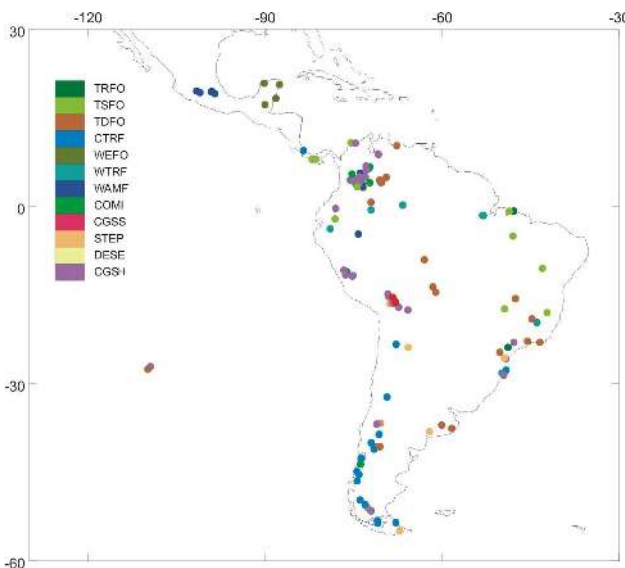 -120
-90
-60
-30
30
0
-30
-60
TRFO
TSFO
TDFO
CTRF
WEFO
WTRF
WAMF
COMI
CGSS
STEP
DESE
CGSH